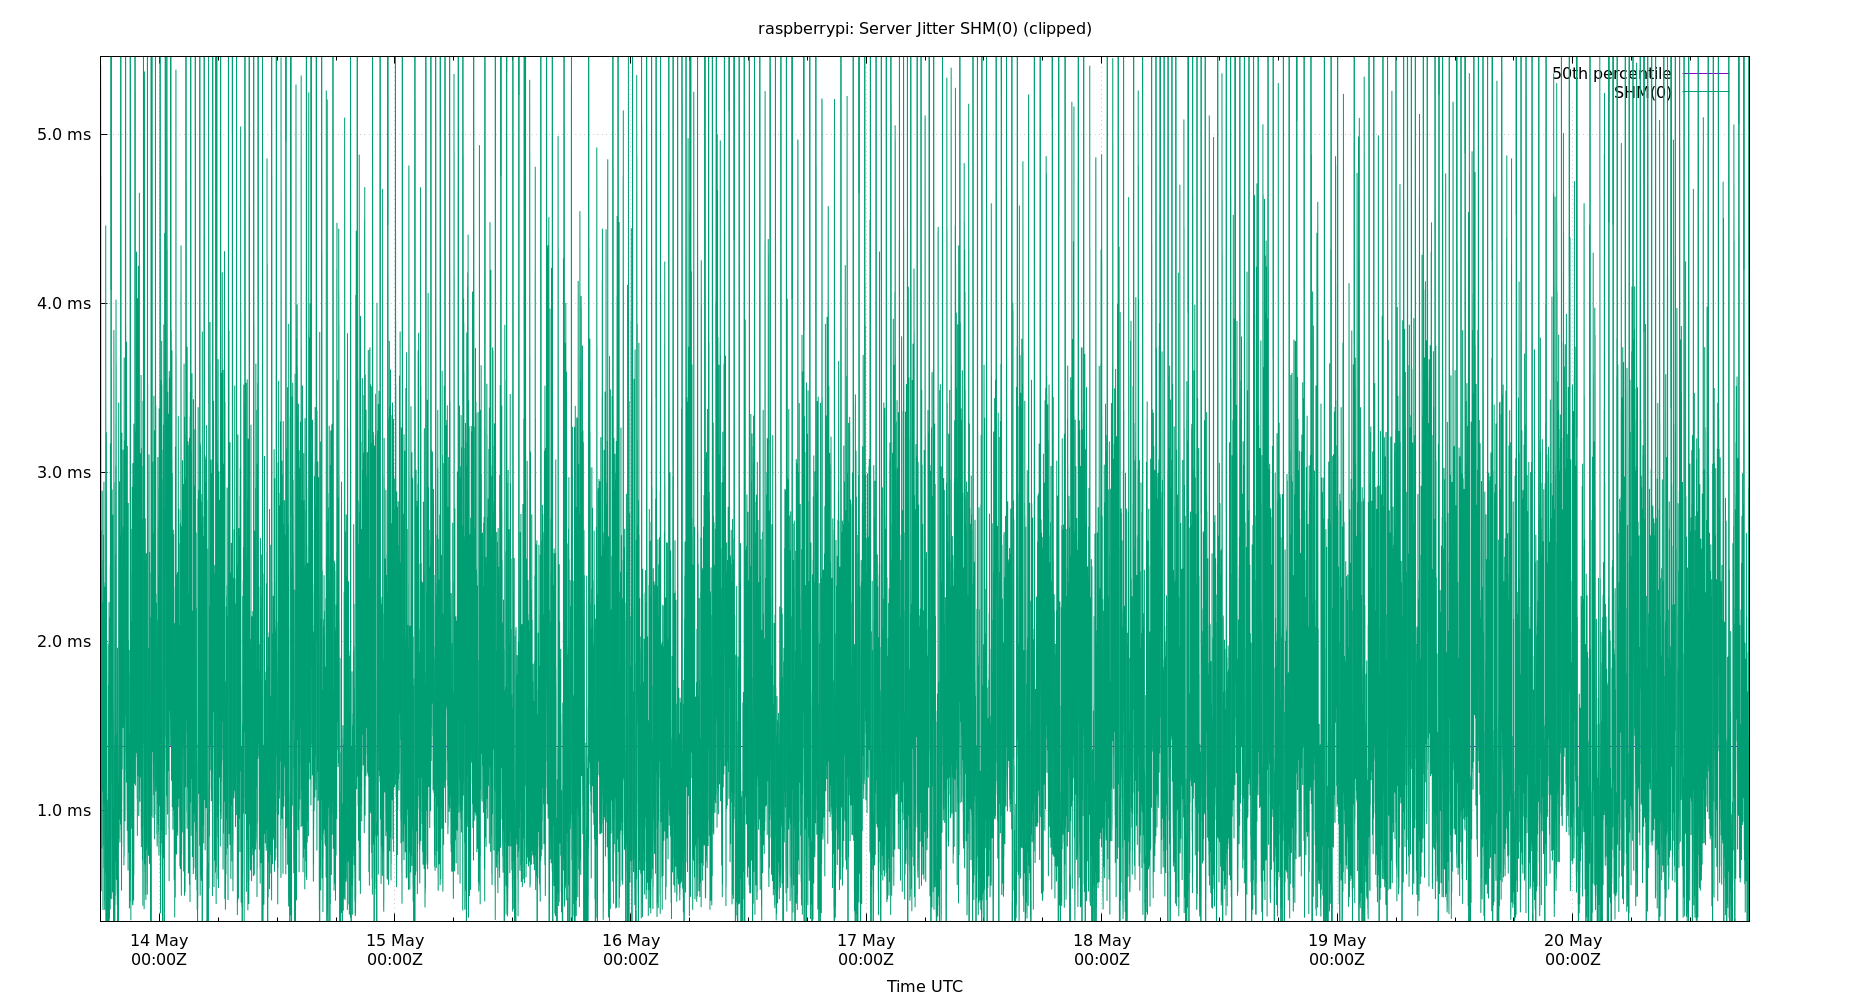 raspberrypi: Server Jitter SHM(0) (clipped)
50th percentile
SHM(0)
5.0 ms
4.0 ms
3.0 ms
2.0 ms
1.0 ms
14 May 15 May 16 May 17 May 18 May 19 May 20 May
00:00Z 00:00Z 00:00Z 00:00Z 00:00Z 00:00Z 00:00Z
Time UTC